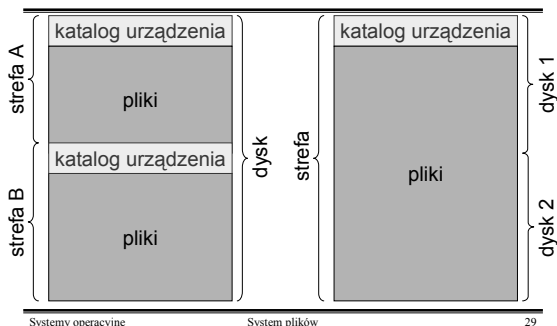 katalog urządzenia
pliki
katalog urządzenia
pliki
strefa A
strefa B
dysk
katalog urządzenia
pliki
strefa
dysk 1
dysk 2
Systemy operacyjne System plików 29